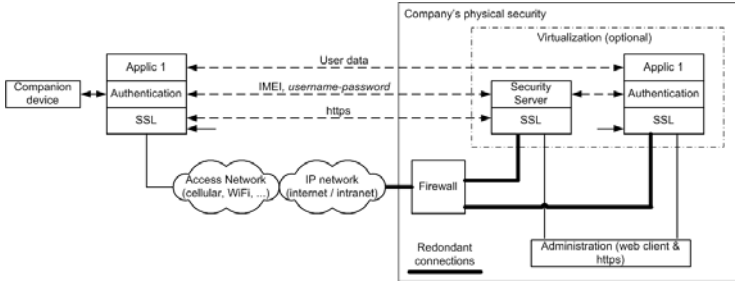 Company's physical security
Virtualization (optional)
Applic 1
User data
Applic 1
Companion
device
Authentication
IMEI, username-password
Security
Server
Authentication
SSL
https
SSL
SSL
Access Network
(cellular, WiFi, ...)
IP network
(internet / intranet)
Firewall
Redondant
connections
Administration (web client &
https)